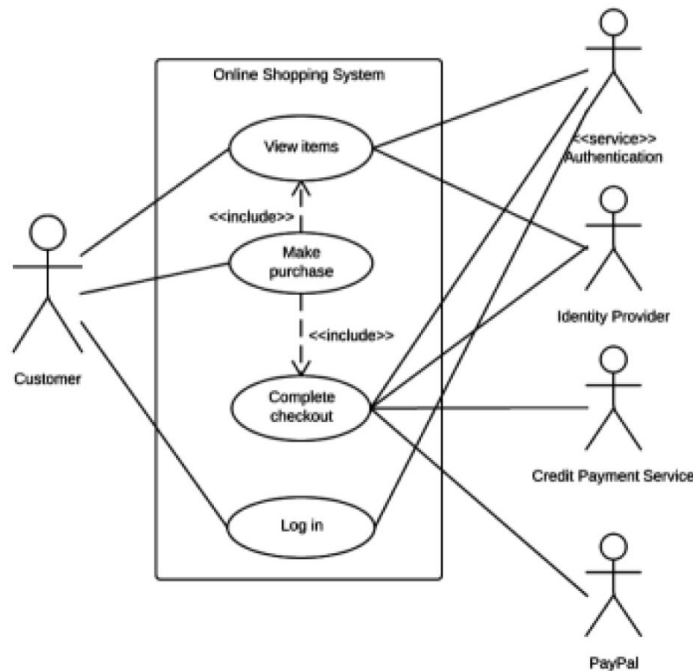 Online Shopping System
View items
<<service>>
Authentication
<<include>>
Make
purchase
Identity Provider
<<include>>
Customer
Complete
checkout
Credit Payment Service
Log in
PayPal